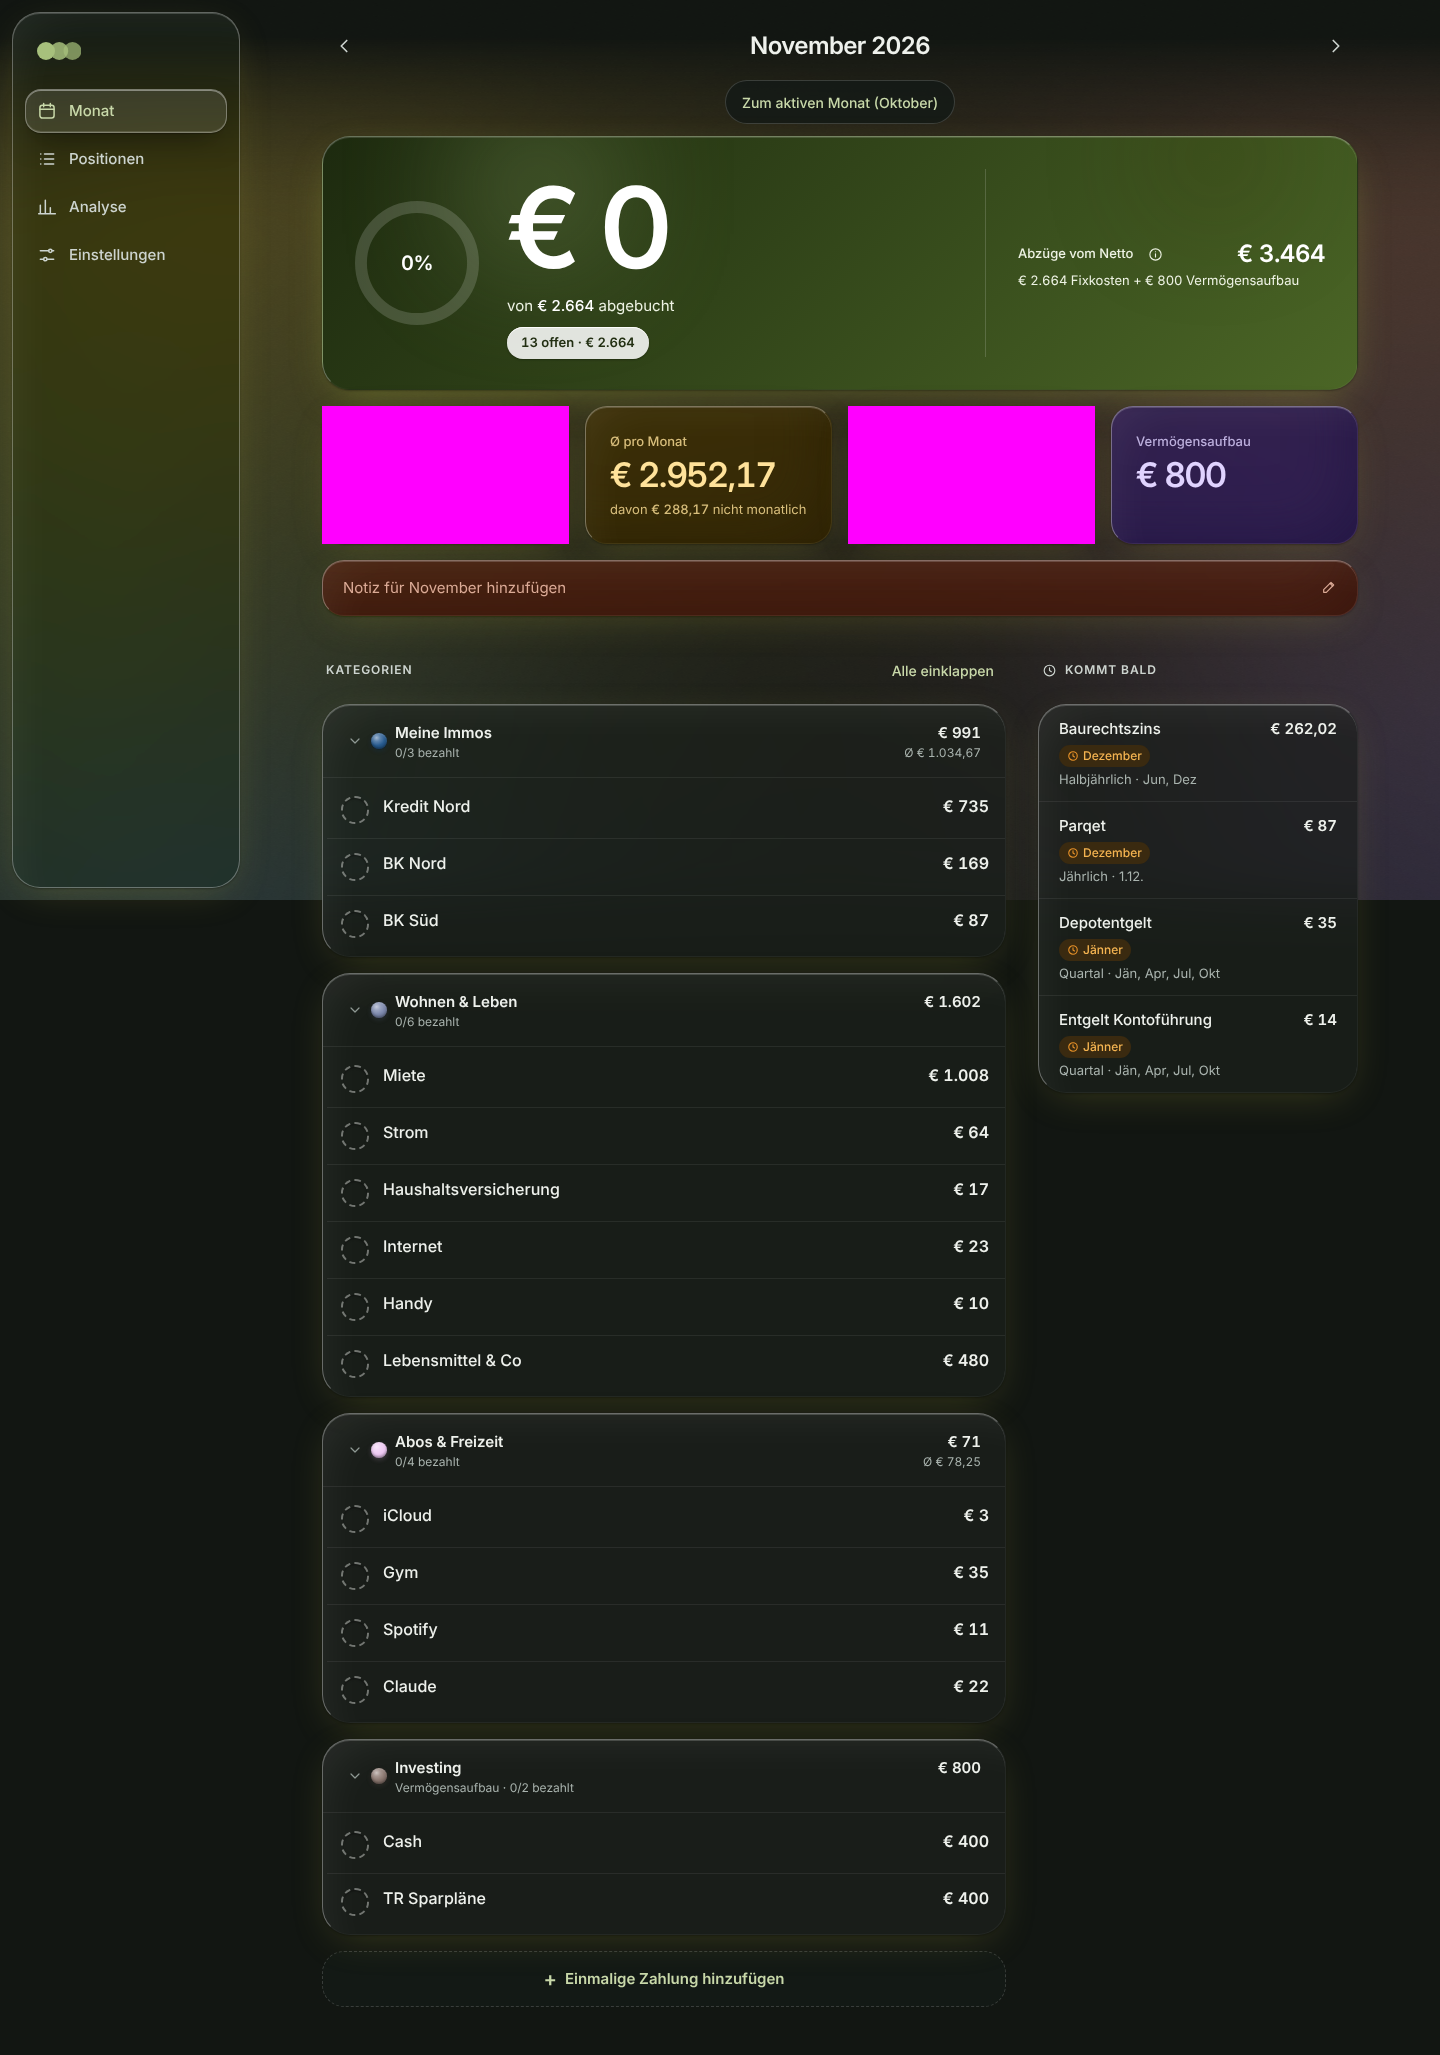 Monat
Positionen
Analyse
Einstellungen
November 2026
Zum aktiven Monat (Oktober)
0%
€ 0
von € 2.664 abgebucht
13 offen · € 2.664
Abzüge vom Netto € 3.464
€ 2.664 Fixkosten + € 800 Vermögensaufbau
Ø pro Monat
€ 2.952,17
davon € 288,17 nicht monatlich
Vermögensaufbau
€ 800
Notiz für November hinzufügen
KATEGORIEN Alle einklappen
Meine Immos € 991
0/3 bezahlt Ø € 1.034,67
Kredit Nord € 735
BK Nord € 169
BK Süd € 87
Wohnen & Leben € 1.602
0/6 bezahlt
Miete € 1.008
Strom € 64
Haushaltsversicherung € 17
Internet € 23
Handy € 10
Lebensmittel & Co € 480
Abos & Freizeit € 71
0/4 bezahlt Ø € 78,25
iCloud € 3
Gym € 35
Spotify € 11
Claude € 22
Investing € 800
Vermögensaufbau · 0/2 bezahlt
Cash € 400
TR Sparpläne € 400
+ Einmalige Zahlung hinzufügen
KOMMT BALD
Baurechtszins € 262,02
Dezember
Halbjährlich · Jun, Dez
Parqet € 87
Dezember
Jährlich · 1.12.
Depotentgelt € 35
Jänner
Quartal · Jän, Apr, Jul, Okt
Entgelt Kontoführung € 14
Jänner
Quartal · Jän, Apr, Jul, Okt